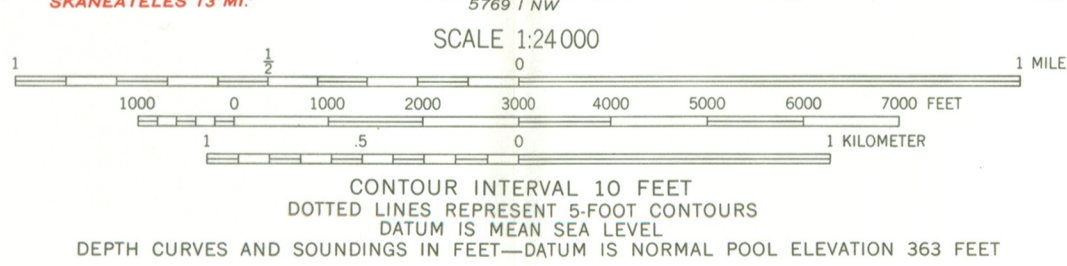 SKANEATELES 13 MI.
5769 I NW
SCALE 1:24 000
1 1/2 0 1 MILE
1000 0 1000 2000 3000 4000 5000 6000 7000 FEET
1 .5 0 1 KILOMETER
CONTOUR INTERVAL 10 FEET
DOTTED LINES REPRESENT 5-FOOT CONTOURS
DATUM IS MEAN SEA LEVEL
DEPTH CURVES AND SOUNDINGS IN FEET—DATUM IS NORMAL POOL ELEVATION 363 FEET